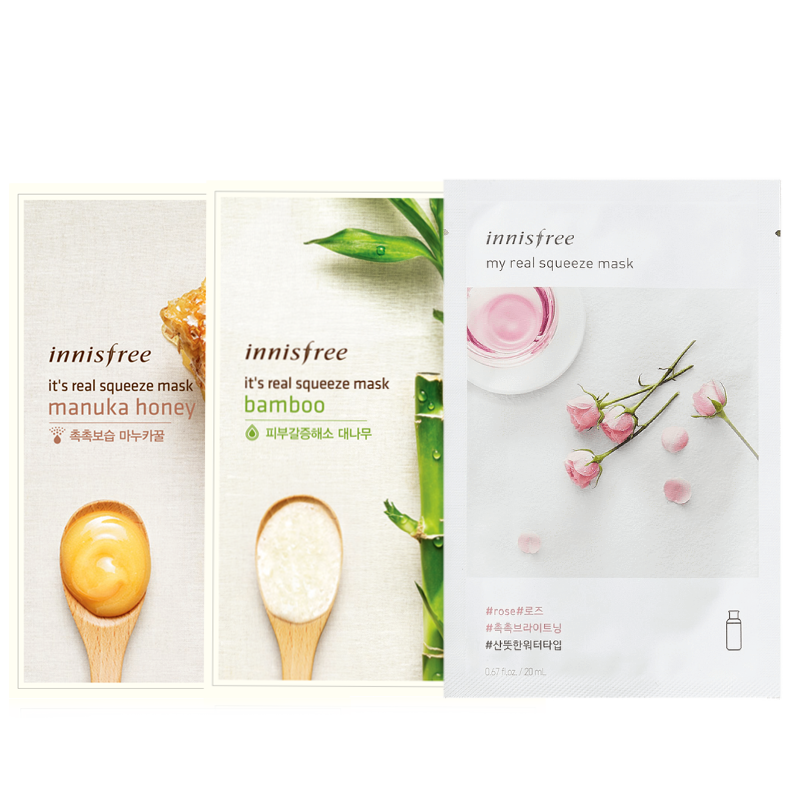 innisfree
it's real squeeze mask
manuka honey
촉촉보습 마누카꿀
innisfree
it's real squeeze mask
bamboo
피부갈증해소 대나무
innisfree
my real squeeze mask
#rose#로즈
#촉촉브라이트닝
#산뜻한워터타입
0.67 fl.oz. / 20 mL